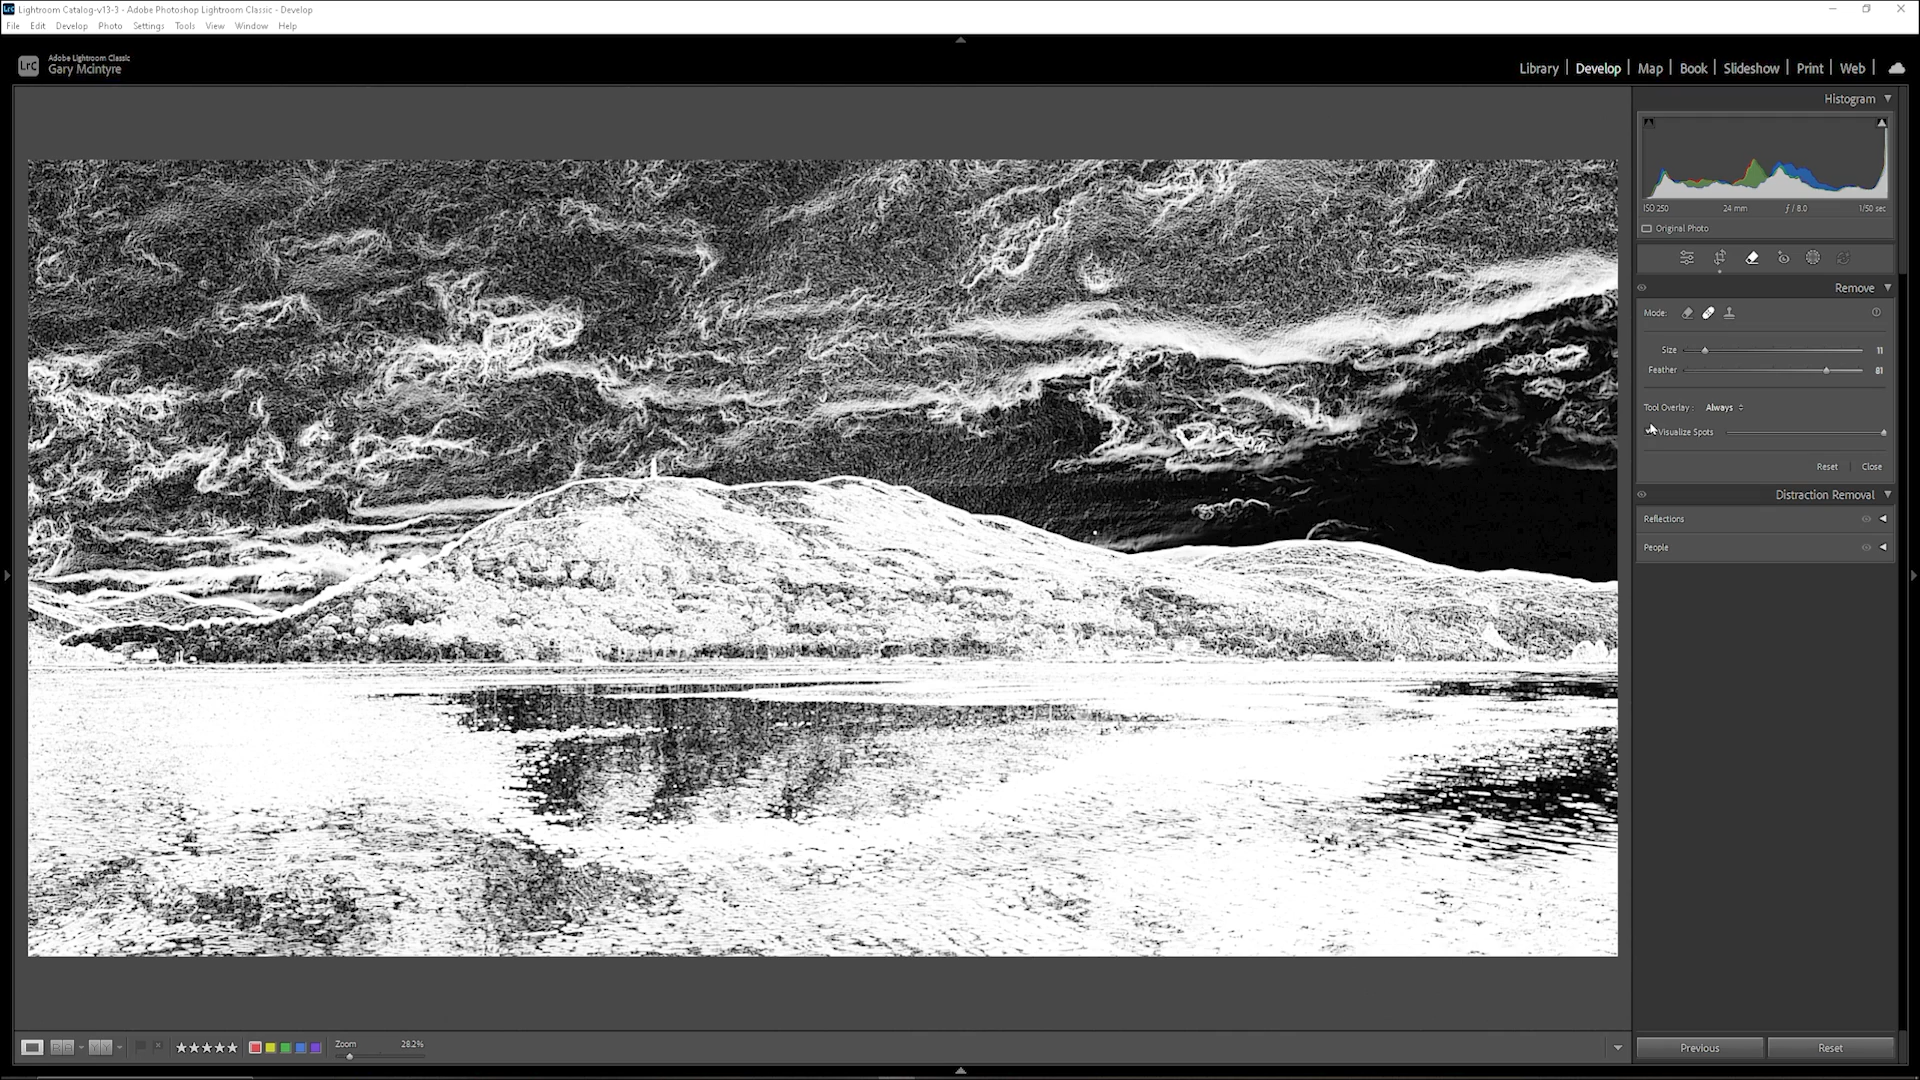 Lightroom Catalog-v13-3 - Adobe Photoshop Lightroom Classic - Develop
File Edit Develop Photo Settings Tools View Window Help
LrC
Adobe Lightroom Classic
Gary Mcintyre
Library | Develop | Map | Book | Slideshow | Print | Web |
Histogram
ISO 250 24 mm ƒ / 8.0 1/50 sec
Original Photo
Remove
Mode:
Size 11
Feather 81
Tool Overlay : Always
Visualize Spots
Reset Close
Distraction Removal
Reflections
People
Zoom 28.2%
Previous Reset